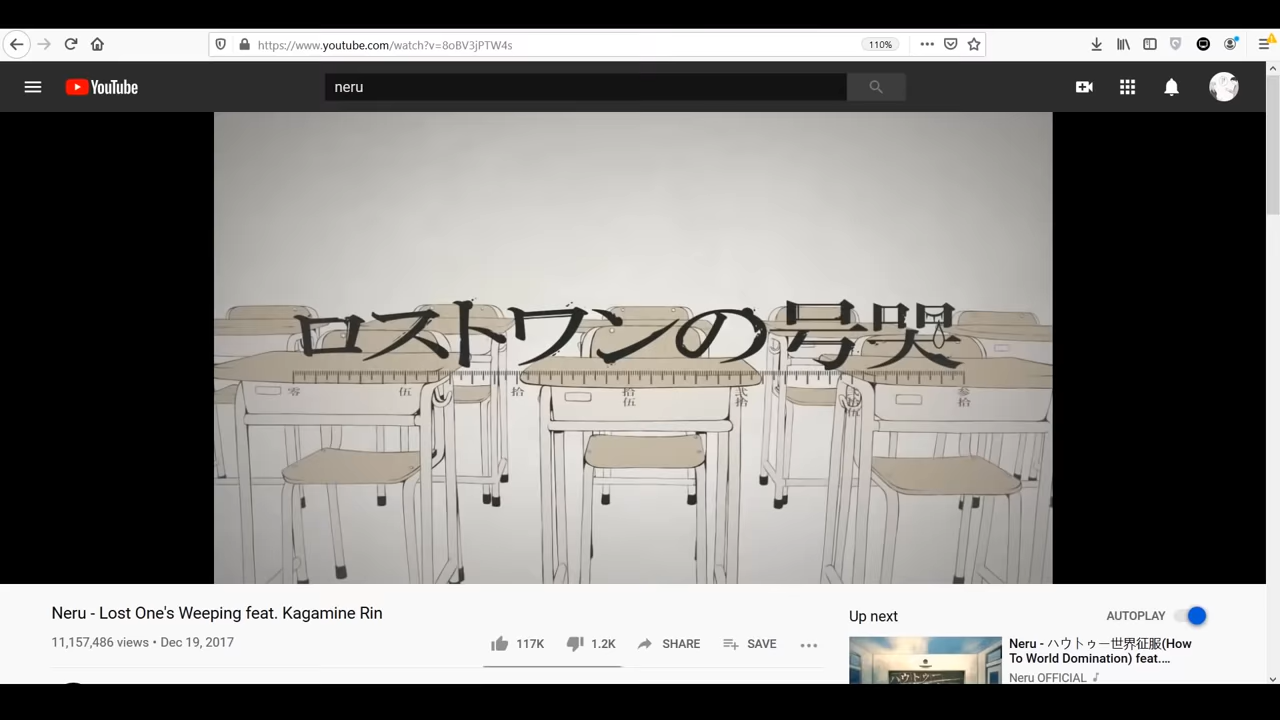 https://www.youtube.com/watch?v=8oBV3jPTW4s
110%
YouTube
neru
ロストワンの号哭
零 伍 拾 拾伍 弐拾 参拾
Neru - Lost One's Weeping feat. Kagamine Rin
11,157,486 views • Dec 19, 2017
117K
1.2K
SHARE
SAVE
Up next
AUTOPLAY
Neru - ハウトゥー世界征服(How
To World Domination) feat....
Neru OFFICIAL